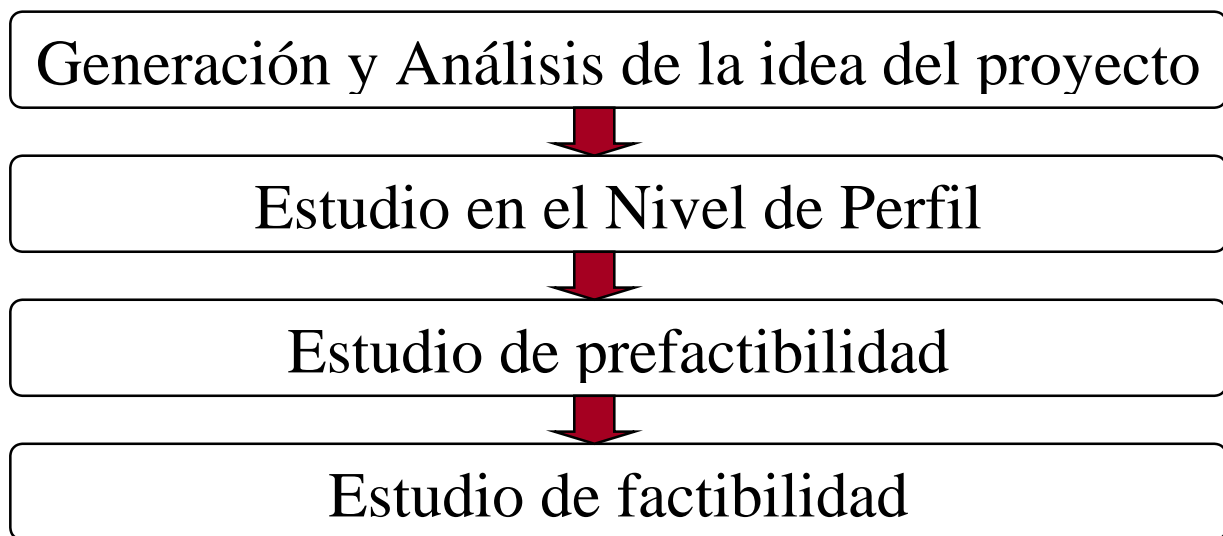 Generación y Análisis de la idea del proyecto
Estudio en el Nivel de Perfil
Estudio de prefactibilidad
Estudio de factibilidad